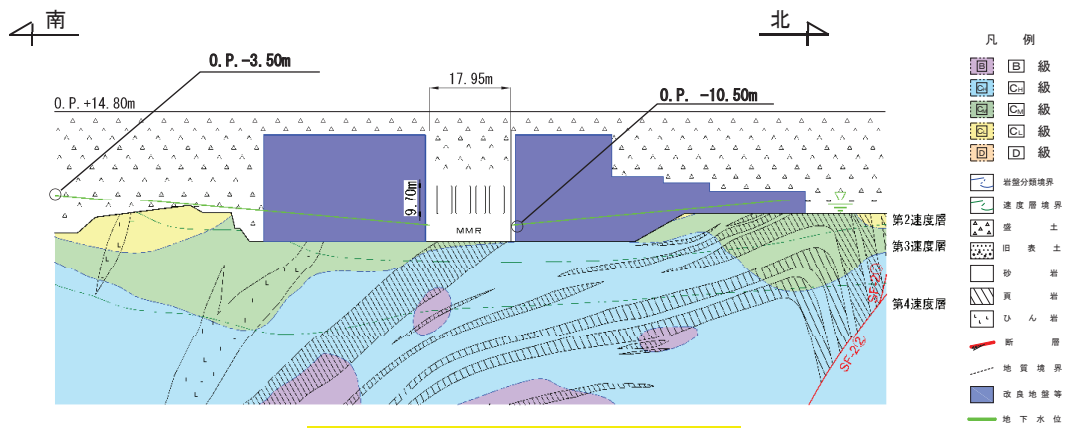 南
北
O.P.-3.50m
17.95m
O.P. -10.50m
O.P.+14.80m
9.70m
MMR
第2速度層
第3速度層
第4速度層
SF-2②
凡 例
B B 級
CH CH 級
CM CM 級
CL CL 級
D D 級
岩盤分類境界
速度層境界
盛 土
旧 表 土
砂 岩
頁 岩
ひ ん 岩
断 層
地 質 境 界
改 良 地 盤 等
地 下 水 位